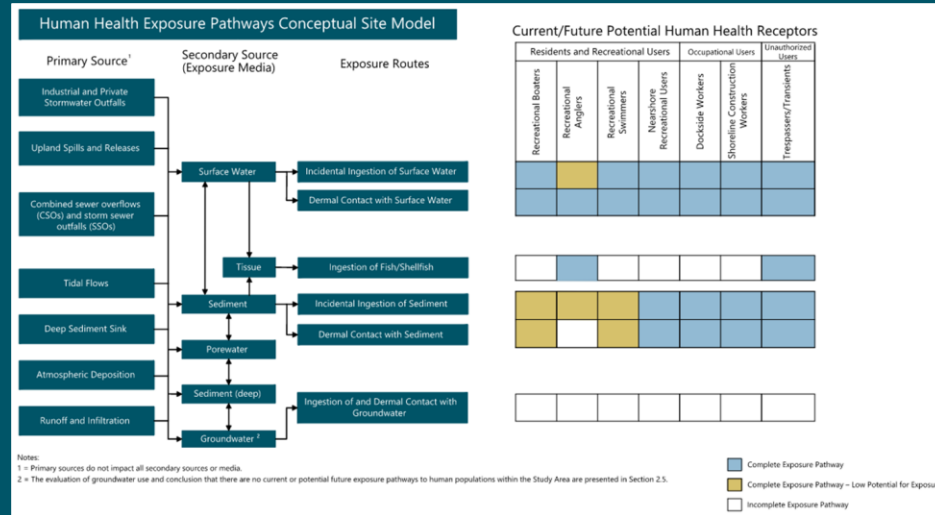 Human Health Exposure Pathways Conceptual Site Model
Current/Future Potential Human Health Receptors
Primary Source¹
Secondary Source
(Exposure Media)
Exposure Routes
Residents and Recreational Users
Occupational Users
Unauthorized
Users
Recreational Boaters
Recreational
Anglers
Recreational
Swimmers
Nearshore
Recreational Users
Dockside Workers
Shoreline Construction
Workers
Trespassers/Transients
Industrial and Private
Stormwater Outfalls
Upland Spills and Releases
Combined sewer overflows
(CSOs) and storm sewer
outfalls (SSOs)
Tidal Flows
Deep Sediment Sink
Atmospheric Deposition
Runoff and Infiltration
Surface Water
Tissue
Sediment
Porewater
Sediment (deep)
Groundwater ²
Incidental Ingestion of Surface Water
Dermal Contact with Surface Water
Ingestion of Fish/Shellfish
Incidental Ingestion of Sediment
Dermal Contact with Sediment
Ingestion of and Dermal Contact with
Groundwater
Notes:
1 = Primary sources do not impact all secondary sources or media.
2 = The evaluation of groundwater use and conclusion that there are no current or potential future exposure pathways to human populations within the Study Area are presented in Section 2.5.
Complete Exposure Pathway
Complete Exposure Pathway – Low Potential for Exposu
Incomplete Exposure Pathway